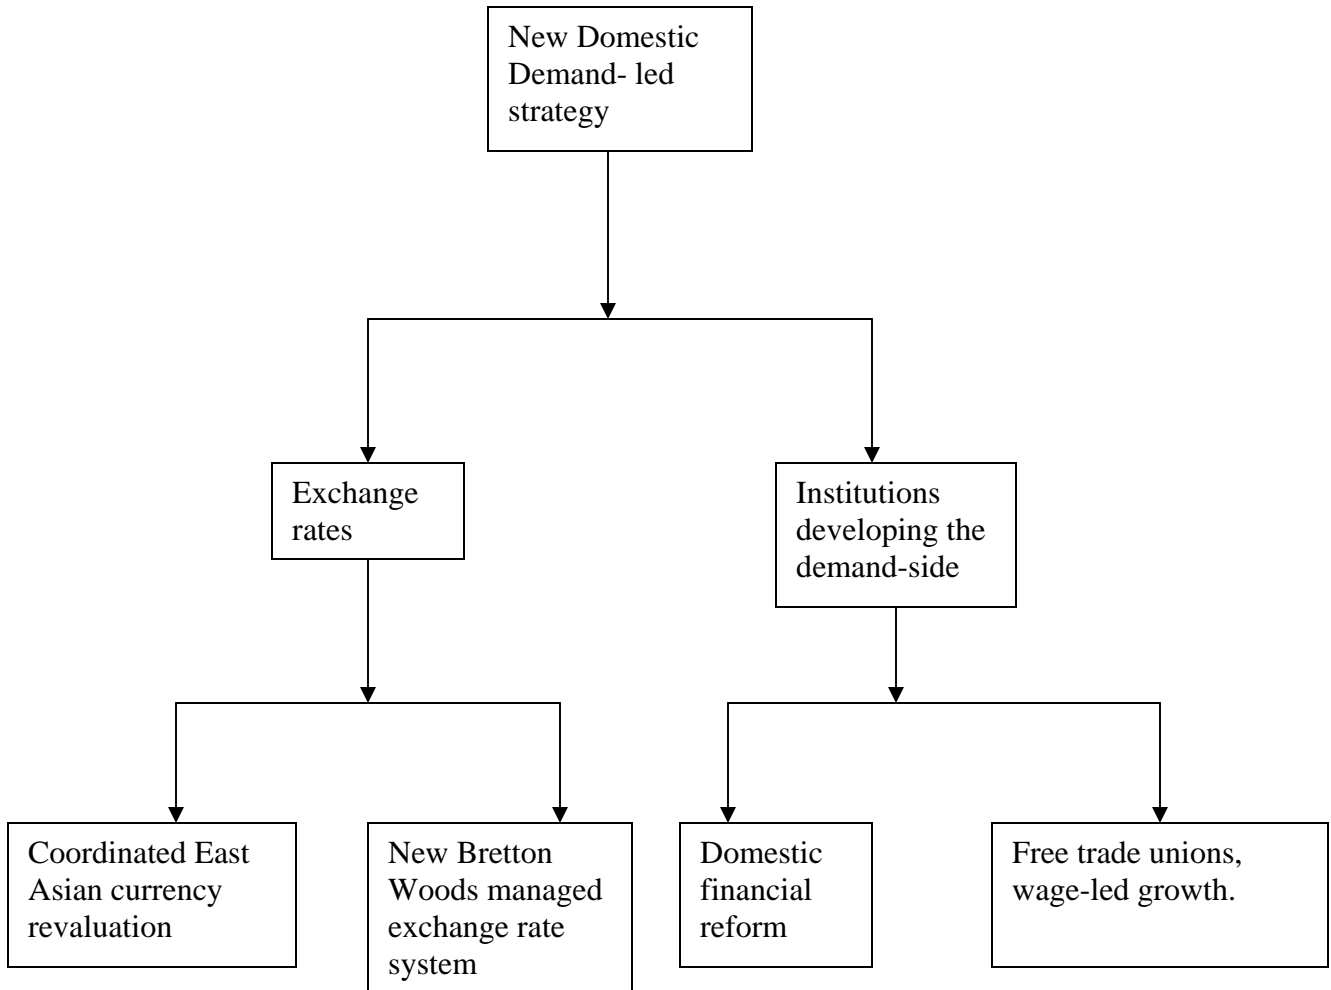 New Domestic
Demand- led
strategy
Exchange
rates
Institutions
developing the
demand-side
Coordinated East
Asian currency
revaluation
New Bretton
Woods managed
exchange rate
system
Domestic
financial
reform
Free trade unions,
wage-led growth.